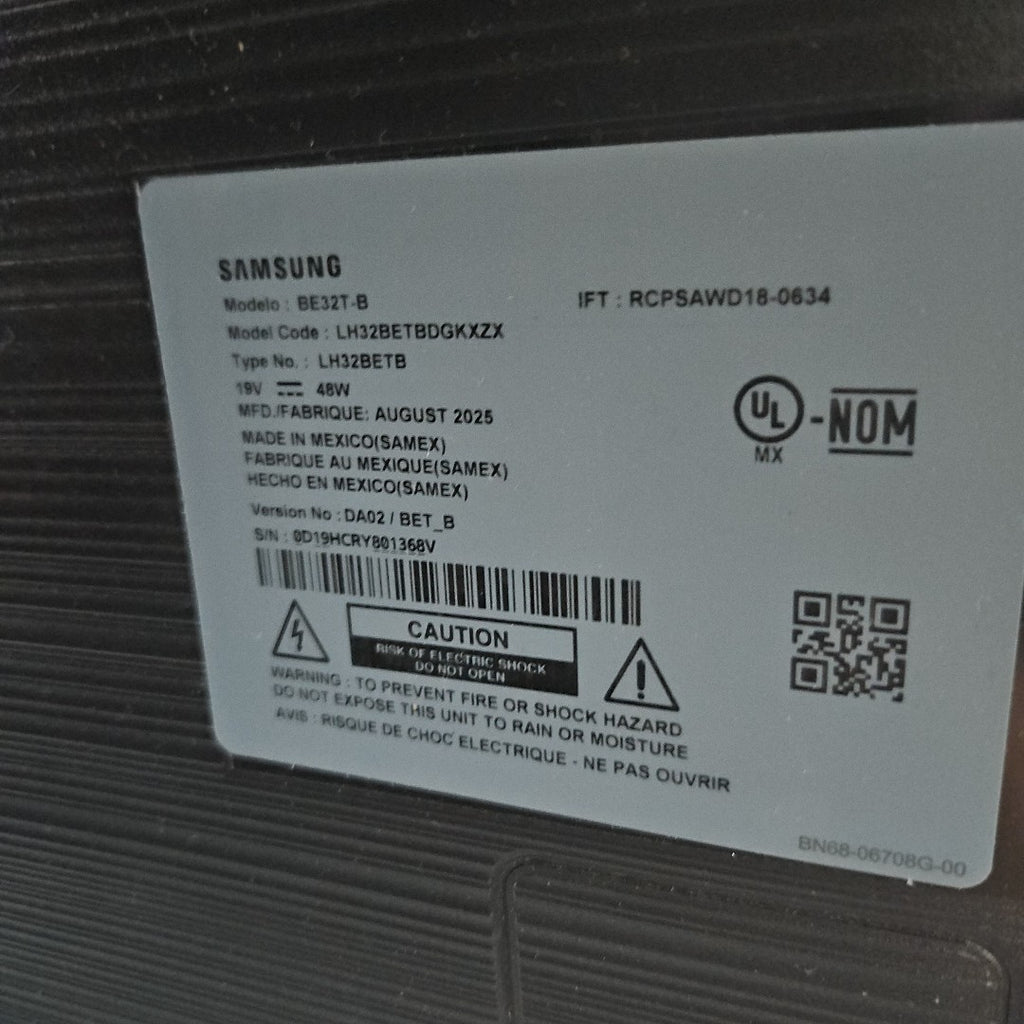 SAMSUNG
Modelo : BE32T-B
IFT : RCPSAWD18-0634
Model Code : LH32BETBDGKXZX
Type No. : LH32BETB
19V ⎓ 48W
MFD./FABRIQUE: AUGUST 2025
MADE IN MEXICO(SAMEX)
FABRIQUE AU MEXIQUE(SAMEX)
HECHO EN MEXICO(SAMEX)
UL-NOM
MX
Version No : DA02 / BET_B
S/N : 0D19HCRY801368V
CAUTION
RISK OF ELECTRIC SHOCK
DO NOT OPEN
WARNING : TO PREVENT FIRE OR SHOCK HAZARD
DO NOT EXPOSE THIS UNIT TO RAIN OR MOISTURE
AVIS : RISQUE DE CHOC ELECTRIQUE - NE PAS OUVRIR
BN68-06708G-00